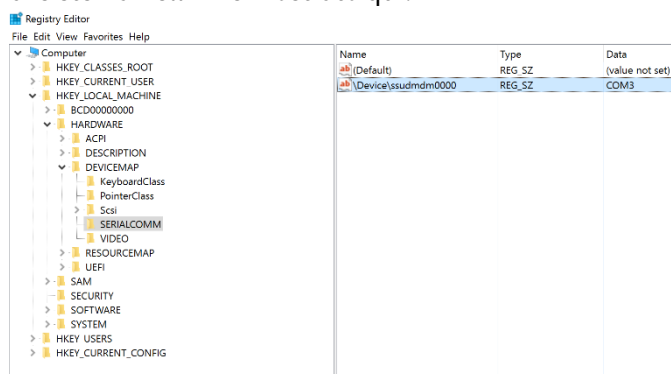 Registry Editor
File Edit View Favorites Help
Computer
HKEY_CLASSES_ROOT
HKEY_CURRENT_USER
HKEY_LOCAL_MACHINE
BCD00000000
HARDWARE
ACPI
DESCRIPTION
DEVICEMAP
KeyboardClass
PointerClass
Scsi
SERIALCOMM
VIDEO
RESOURCEMAP
UEFI
SAM
SECURITY
SOFTWARE
SYSTEM
HKEY_USERS
HKEY_CURRENT_CONFIG
Name Type Data
(Default) REG_SZ (value not set)
\Device\ssudmdm0000 REG_SZ COM3